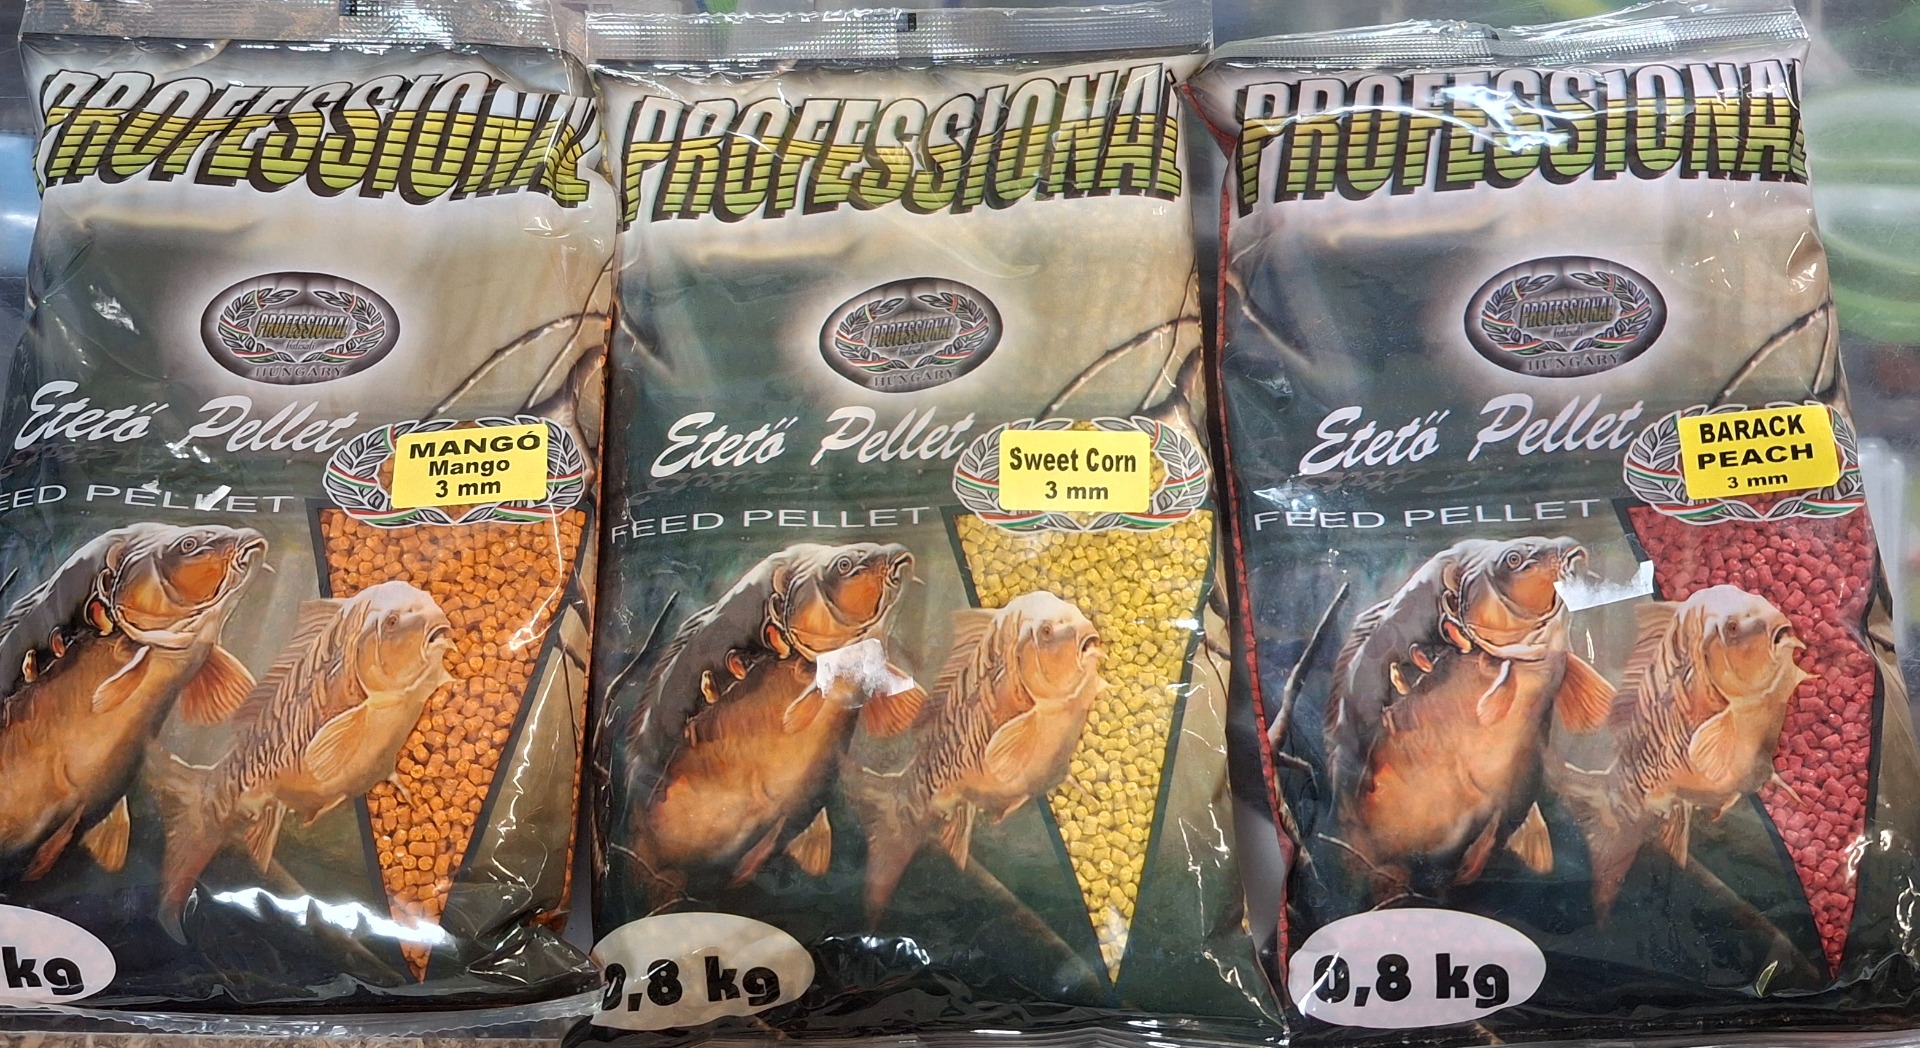 PROFESSIONAL
PROFESSIONAL
HUNGARY
Etető Pellet
MANGÓ
Mango
3 mm
EED PELLET
kg
PROFESSIONAL
PROFESSIONAL
HUNGARY
Etető Pellet
Sweet Corn
3 mm
FEED PELLET
0,8 kg
PROFESSIONAL
PROFESSIONAL
HUNGARY
Etető Pellet
BARACK
PEACH
3 mm
FEED PELLET
0,8 kg